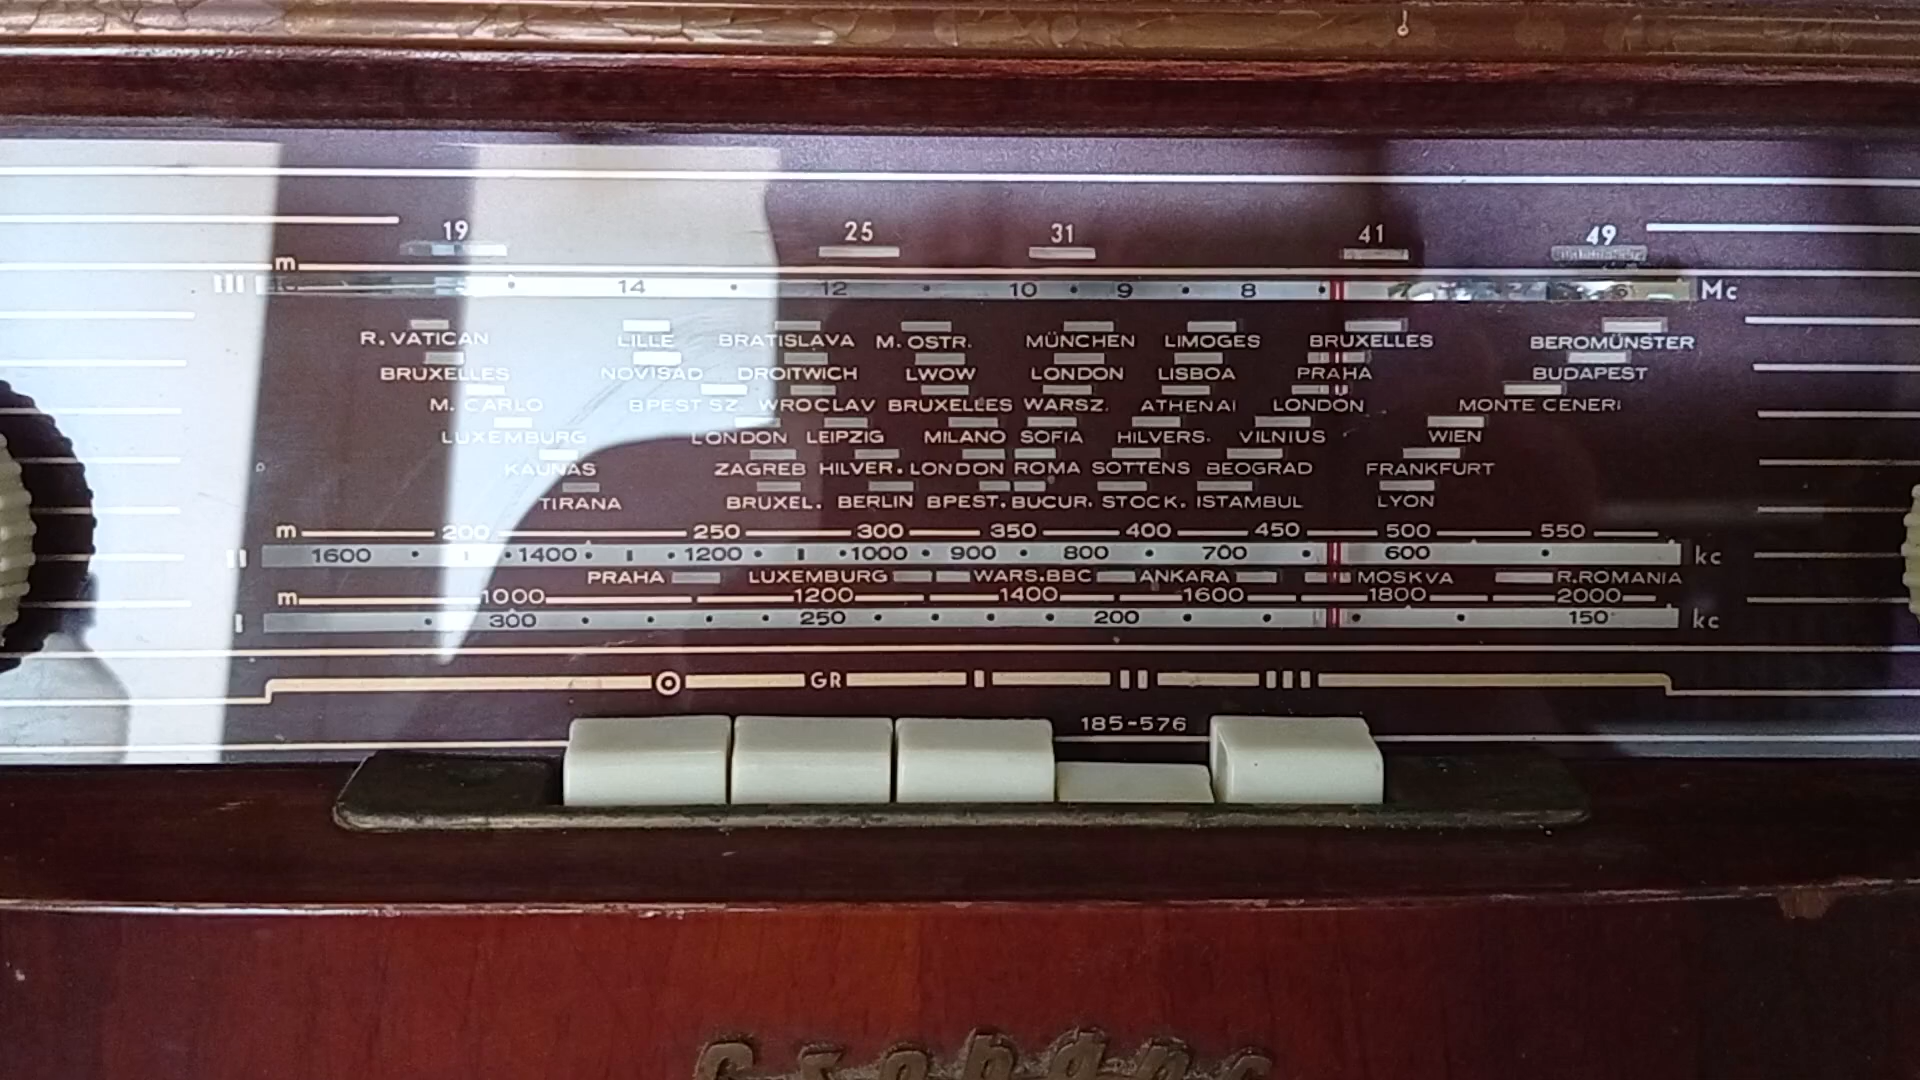 19 25 31 41 49
m
III 14 12 10 9 8 7 6 Mc
R. VATICAN LILLE BRATISLAVA M. OSTR. MÜNCHEN LIMOGES BRUXELLES BEROMÜNSTER
BRUXELLES NOVISAD DROITWICH LWOW LONDON LISBOA PRAHA BUDAPEST
M. CARLO BPEST SZ. WROCLAV BRUXELLES WARSZ. ATHENAI LONDON MONTE CENERI
LUXEMBURG LONDON LEIPZIG MILANO SOFIA HILVERS. VILNIUS WIEN
KAUNAS ZAGREB HILVER. LONDON ROMA SOTTENS BEOGRAD FRANKFURT
TIRANA BRUXEL. BERLIN BPEST. BUCUR. STOCK. ISTAMBUL LYON
m 200 250 300 350 400 450 500 550
II 1600 1400 1200 1000 900 800 700 600 kc
PRAHA LUXEMBURG WARS. BBC ANKARA MOSKVA R.ROMANIA
m 1000 1200 1400 1600 1800 2000
I 300 250 200 150 kc
GR I II III
185-576